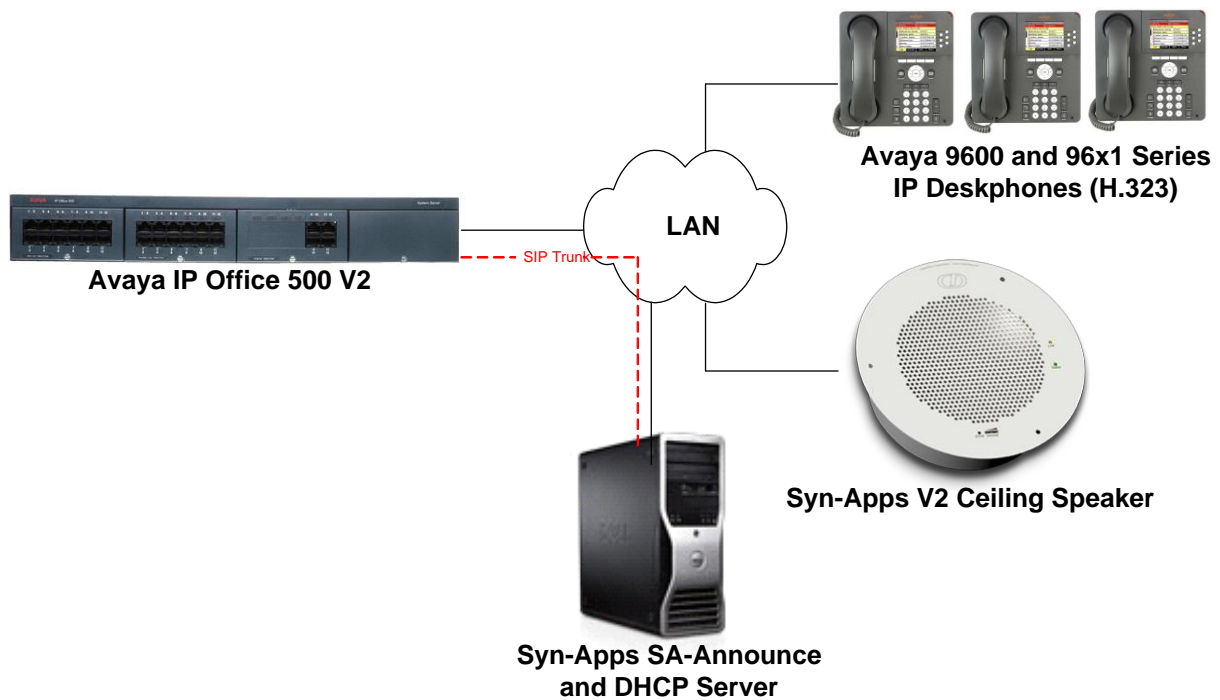 Avaya 9600 and 96x1 Series
IP Deskphones (H.323)
LAN
SIP Trunk
Avaya IP Office 500 V2
Syn-Apps V2 Ceiling Speaker
Syn-Apps SA-Announce
and DHCP Server